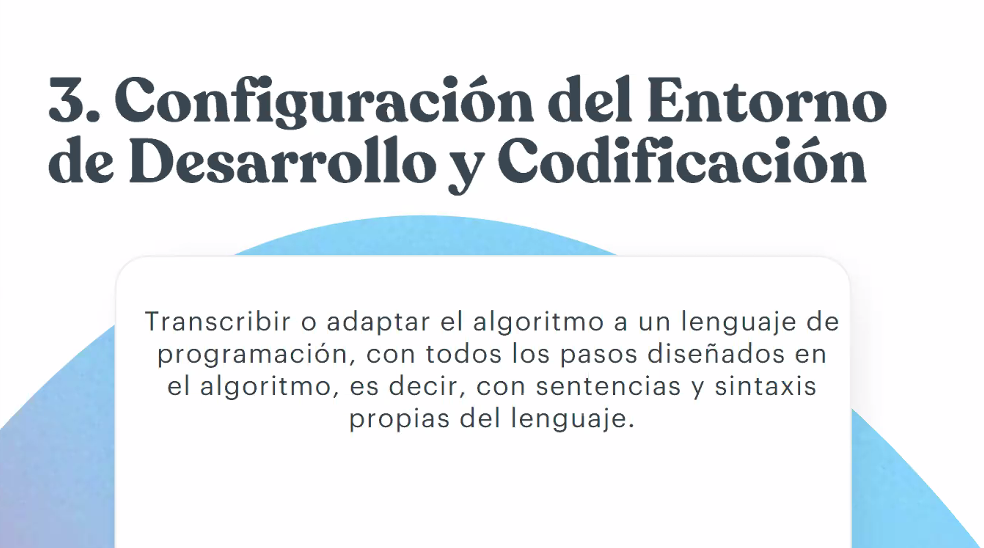 3. Configuración del Entorno
de Desarrollo y Codificación
Transcribir o adaptar el algoritmo a un lenguaje de
programación, con todos los pasos diseñados en
el algoritmo, es decir, con sentencias y sintaxis
propias del lenguaje.